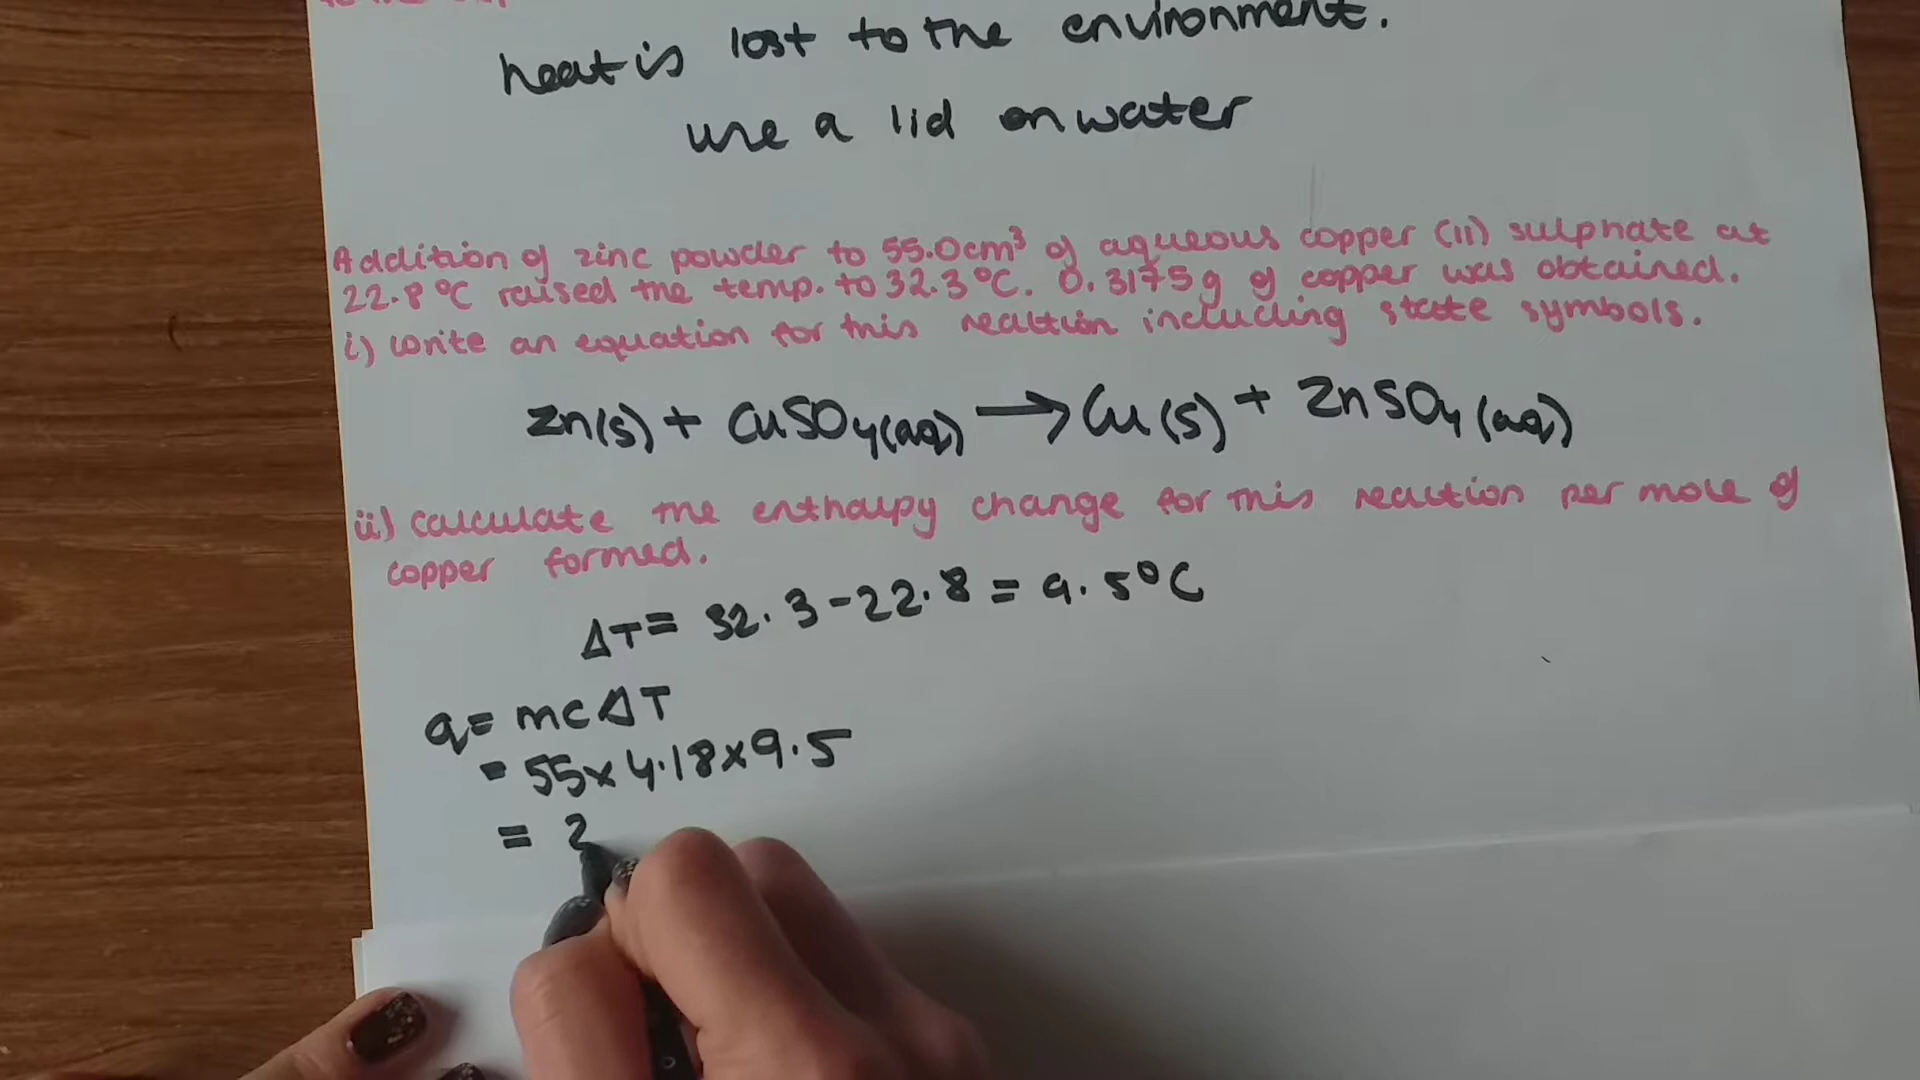 heat is lost to the environment.
use a lid on water
Addition of zinc powder to 55.0cm³ of aqueous copper (II) sulphate at
22.8°C raised the temp. to 32.3°C. 0.3175g of copper was obtained.
i) Write an equation for this reaction including state symbols.
Zn(s) + CuSO₄(aq) → Cu(s) + ZnSO₄(aq)
ii) calculate the enthalpy change for this reaction per mole of
copper formed.
ΔT = 32.3-22.8 = 9.5°C
q = mcΔT
= 55×4.18×9.5
= 2